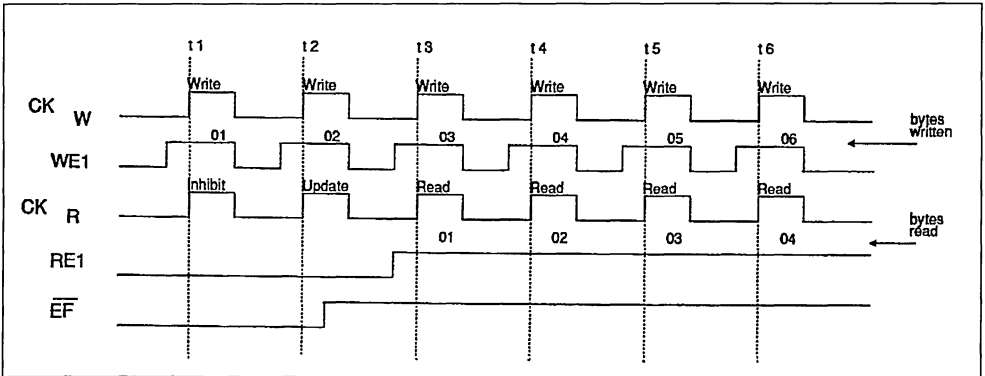 t1 t2 t3 t4 t5 t6
Write Write Write Write Write Write
CK W
bytes written
01 02 03 04 05 06
WE1
nhibit Update Read Read Read Read
CK R
bytes read
01 02 03 04
RE1
EF